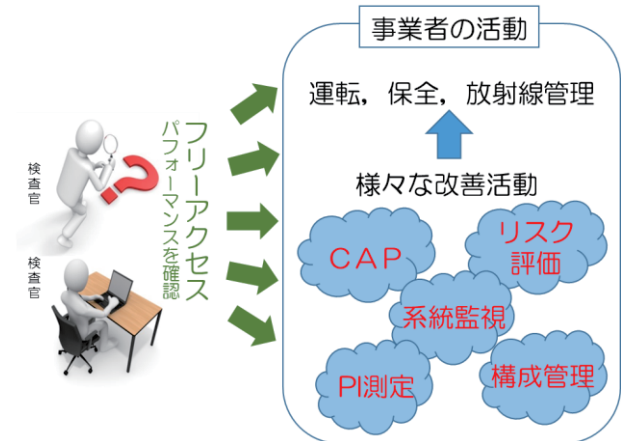 事業者の活動
運転，保全，放射線管理
様々な改善活動
CAP
リスク
評価
系統監視
PI測定
構成管理
フリーアクセス
パフォーマンスを確認
検査官
検査官